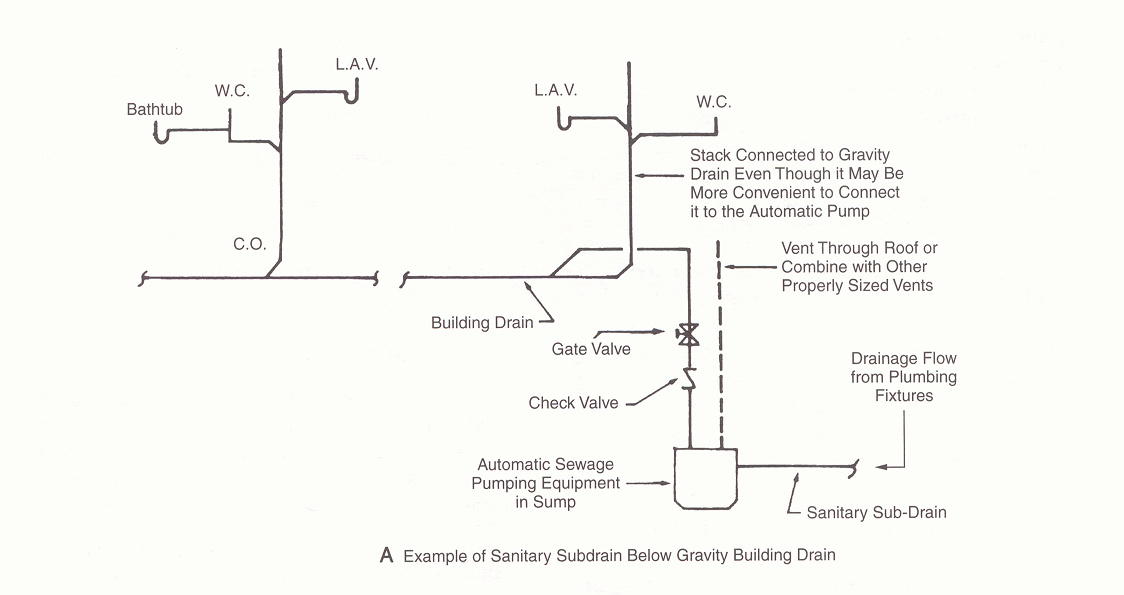 L.A.V.
W.C.
Bathtub
C.O.
L.A.V.
W.C.
Stack Connected to Gravity
Drain Even Though it May Be
More Convenient to Connect
it to the Automatic Pump
Vent Through Roof or
Combine with Other
Properly Sized Vents
Building Drain
Gate Valve
Check Valve
Drainage Flow
from Plumbing
Fixtures
Automatic Sewage
Pumping Equipment
in Sump
Sanitary Sub-Drain
A Example of Sanitary Subdrain Below Gravity Building Drain